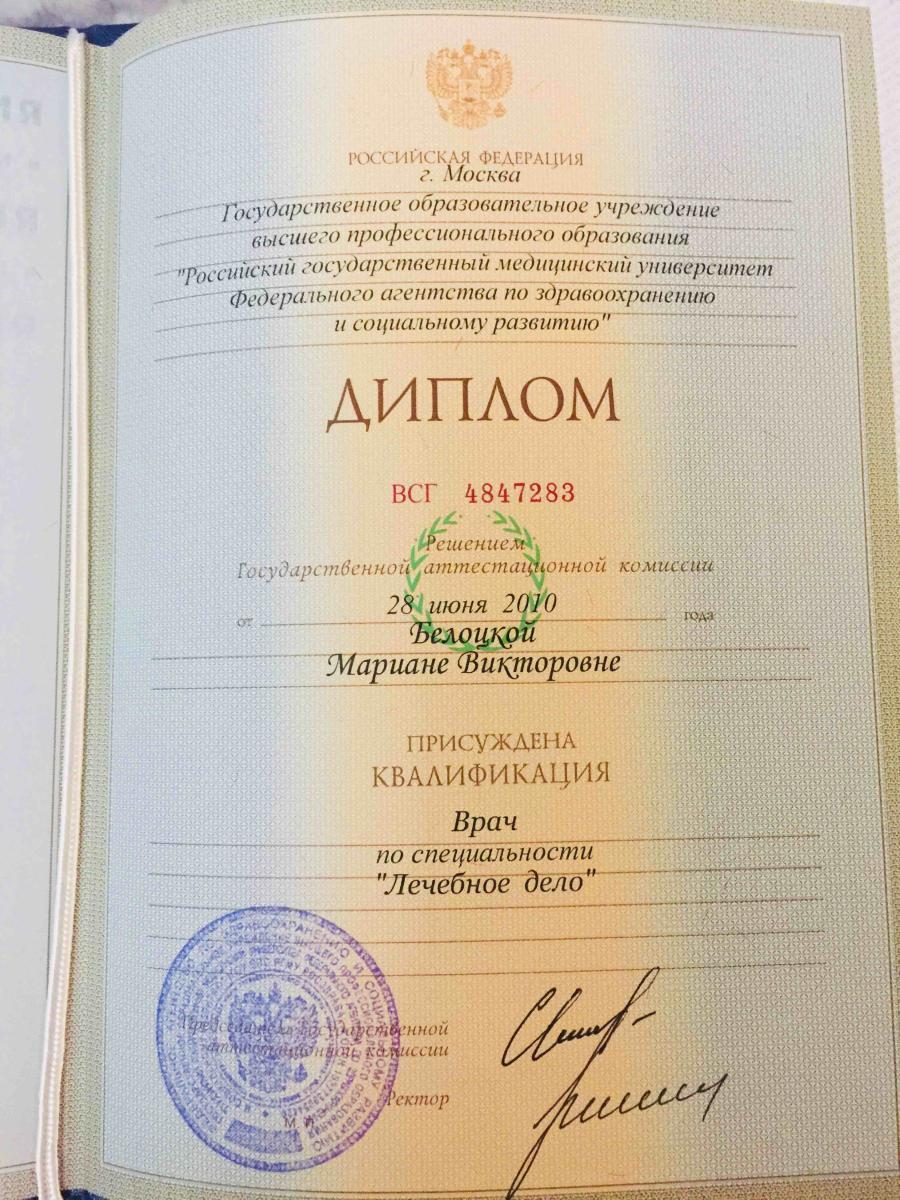 РОССИЙСКАЯ ФЕДЕРАЦИЯ
г. Москва
Государственное образовательное учреждение
высшего профессионального образования
"Российский государственный медицинский университет
Федерального агентства по здравоохранению
и социальному развитию"
ДИПЛОМ
ВСГ 4847283
Решением
Государственной аттестационной комиссии
от 28 июня 2010 года
Белоцкой
Мариане Викторовне
ПРИСУЖДЕНА
КВАЛИФИКАЦИЯ
Врач
по специальности
"Лечебное дело"
Председатель Государственной
аттестационной комиссии
Ректор
М.П.